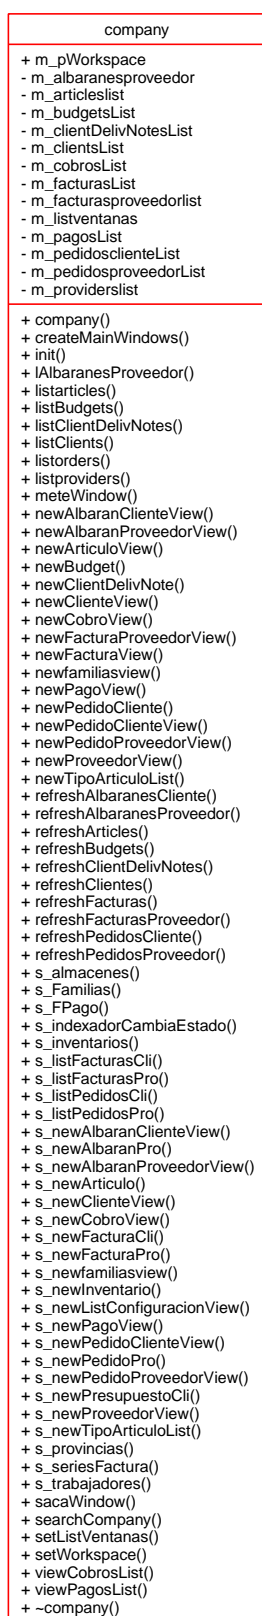 company
+ m_pWorkspace
- m_albaranesproveedor
- m_articleslist
- m_budgetsList
- m_clientDelivNotesList
- m_clientsList
- m_cobrosList
- m_facturasList
- m_facturasproveedorlist
- m_listventanas
- m_pagosList
- m_pedidosclienteList
- m_pedidosproveedorList
- m_providerslist
+ company()
+ createMainWindows()
+ init()
+ lAlbaranesProveedor()
+ listarticles()
+ listBudgets()
+ listClientDelivNotes()
+ listClients()
+ listorders()
+ listproviders()
+ meteWindow()
+ newAlbaranClienteView()
+ newAlbaranProveedorView()
+ newArticuloView()
+ newBudget()
+ newClientDelivNote()
+ newClienteView()
+ newCobroView()
+ newFacturaProveedorView()
+ newFacturaView()
+ newfamiliasview()
+ newPagoView()
+ newPedidoCliente()
+ newPedidoClienteView()
+ newPedidoProveedorView()
+ newProveedorView()
+ newTipoArticuloList()
+ refreshAlbaranesCliente()
+ refreshAlbaranesProveedor()
+ refreshArticles()
+ refreshBudgets()
+ refreshClientDelivNotes()
+ refreshClientes()
+ refreshFacturas()
+ refreshFacturasProveedor()
+ refreshPedidosCliente()
+ refreshPedidosProveedor()
+ s_almacenes()
+ s_Familias()
+ s_FPago()
+ s_indexadorCambiaEstado()
+ s_inventarios()
+ s_listFacturasCli()
+ s_listFacturasPro()
+ s_listPedidosCli()
+ s_listPedidosPro()
+ s_newAlbaranClienteView()
+ s_newAlbaranPro()
+ s_newAlbaranProveedorView()
+ s_newArticulo()
+ s_newClienteView()
+ s_newCobroView()
+ s_newFacturaCli()
+ s_newFacturaPro()
+ s_newfamiliasview()
+ s_newInventario()
+ s_newListConfiguracionView()
+ s_newPagoView()
+ s_newPedidoClienteView()
+ s_newPedidoPro()
+ s_newPedidoProveedorView()
+ s_newPresupuestoCli()
+ s_newProveedorView()
+ s_newTipoArticuloList()
+ s_provincias()
+ s_seriesFactura()
+ s_trabajadores()
+ sacaWindow()
+ searchCompany()
+ setListVentanas()
+ setWorkspace()
+ viewCobrosList()
+ viewPagosList()
+ ~company()